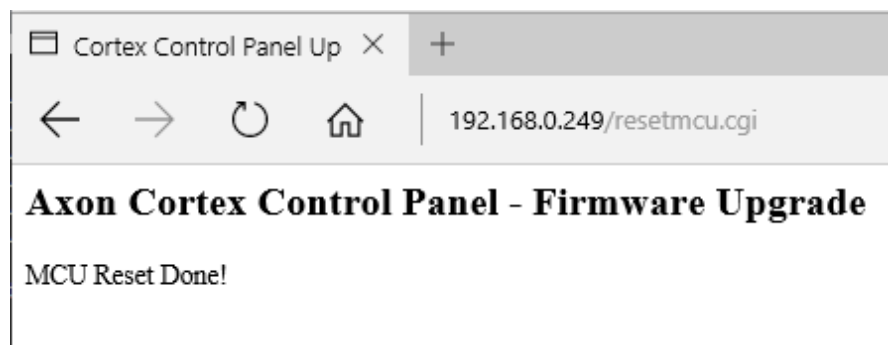 Cortex Control Panel Up
192.168.0.249/resetmcu.cgi
Axon Cortex Control Panel - Firmware Upgrade
MCU Reset Done!